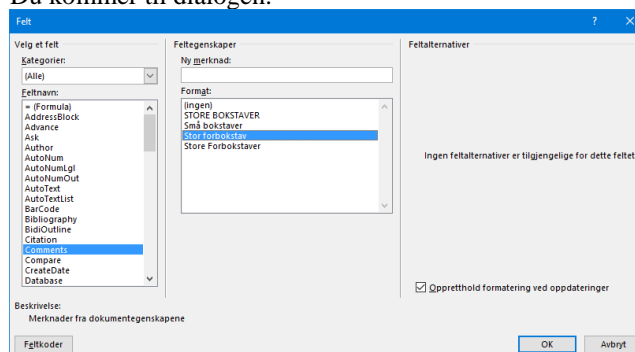 Du kommer til dialogen:
Felt
?
Velg et felt
Kategorier:
(Alle)
Feltnavn:
= (Formula)
AddressBlock
Advance
Ask
Author
AutoNum
AutoNumLgl
AutoNumOut
AutoText
AutoTextList
BarCode
Bibliography
BidiOutline
Citation
Comments
Compare
CreateDate
Database
Feltegenskaper
Ny merknad:
Format:
(ingen)
STORE BOKSTAVER
Små bokstaver
Stor forbokstav
Store Forbokstaver
Feltalternativer
Ingen feltalternativer er tilgjengelige for dette feltet
Oppretthold formatering ved oppdateringer
Beskrivelse:
Merknader fra dokumentegenskapene
Feltkoder
OK
Avbryt